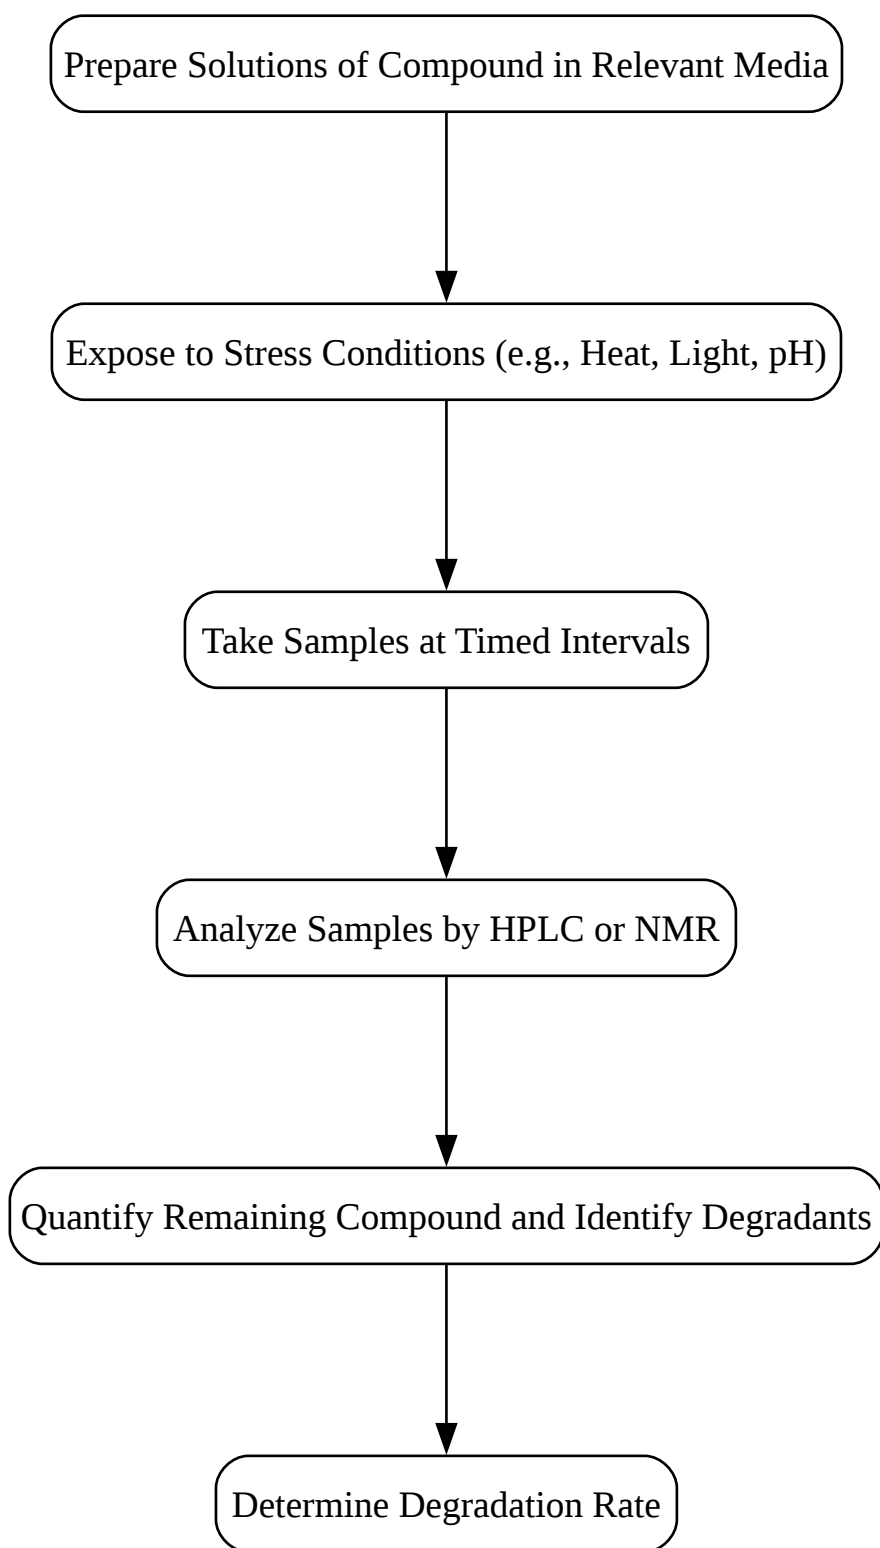 Prepare Solutions of Compound in Relevant Media
Expose to Stress Conditions (e.g., Heat, Light, pH)
Take Samples at Timed Intervals
Analyze Samples by HPLC or NMR
Quantify Remaining Compound and Identify Degradants
Determine Degradation Rate